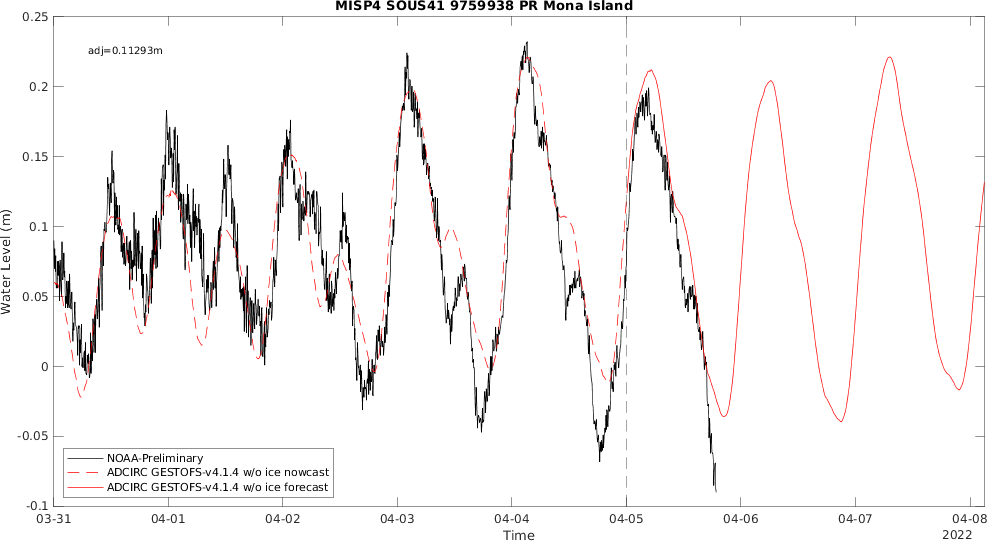 MISP4 SOUS41 9759938 PR Mona Island
adj=0.11293m
0.25
0.2
0.15
0.1
0.05
0
-0.05
-0.1
Water Level (m)
NOAA-Preliminary
ADCIRC GESTOFS-v4.1.4 w/o ice nowcast
ADCIRC GESTOFS-v4.1.4 w/o ice forecast
03-31 04-01 04-02 04-03 04-04 04-05 04-06 04-07 04-08
Time
2022